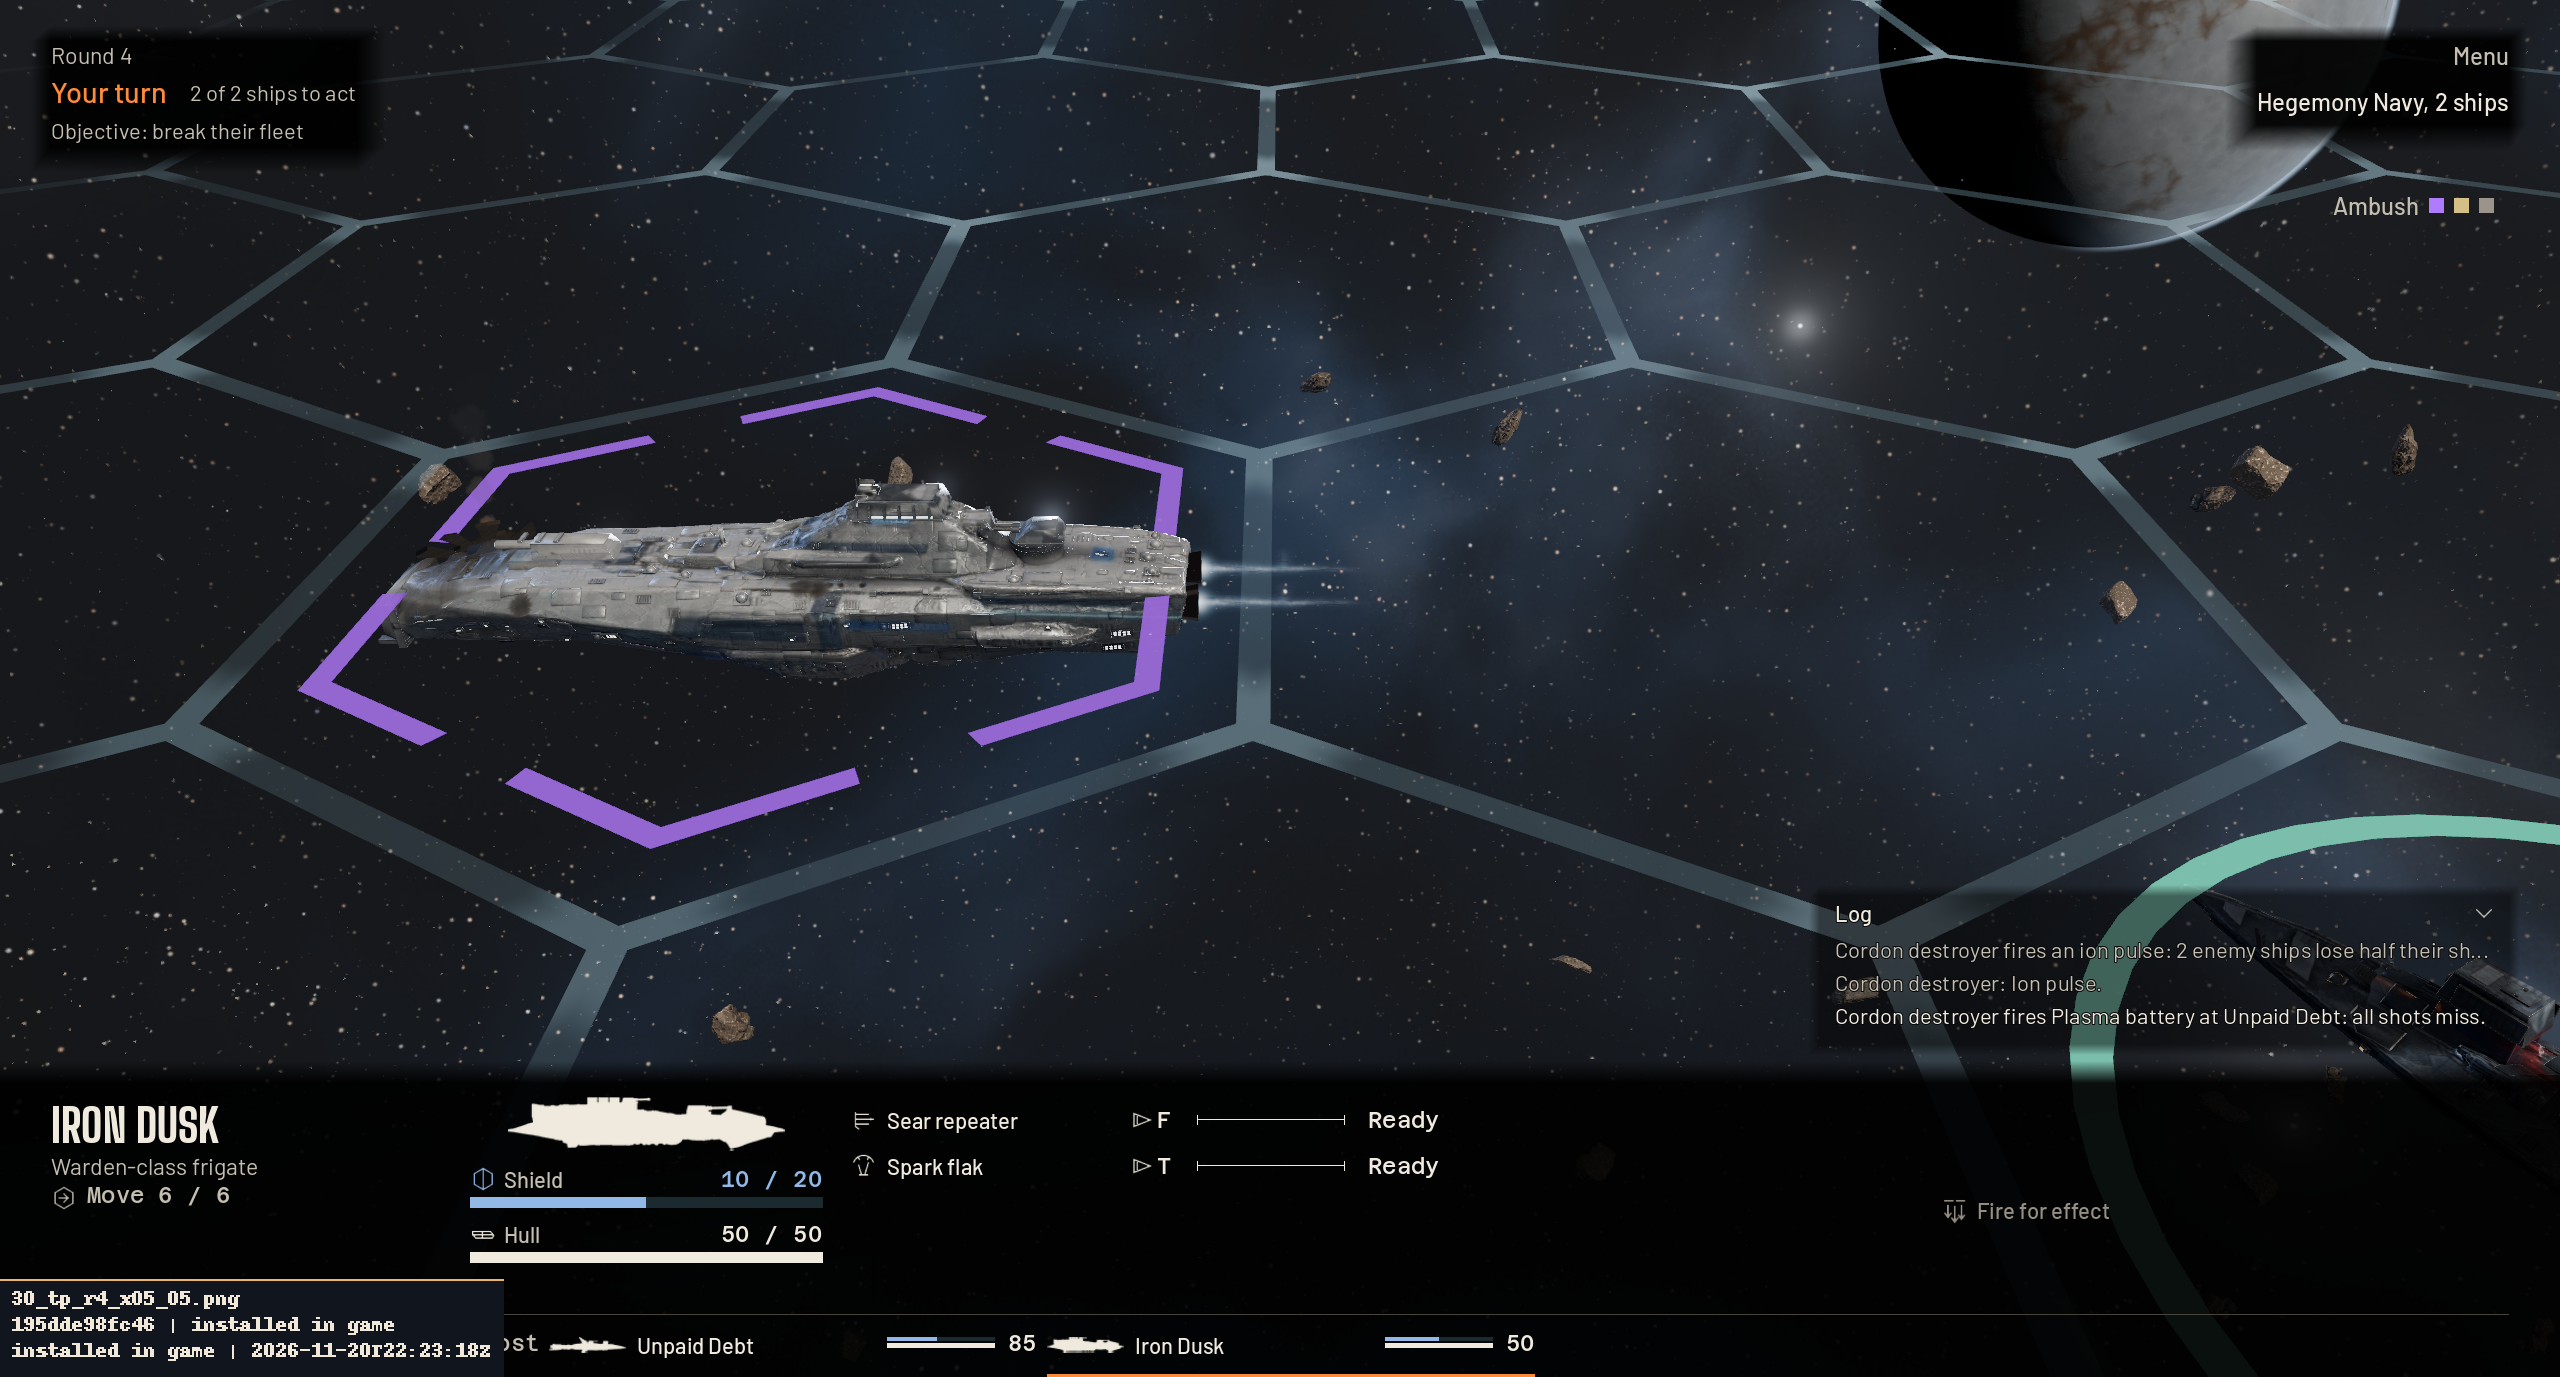 Round 4
Your turn 2 of 2 ships to act
Objective: break their fleet
Menu
Hegemony Navy, 2 ships
Ambush
Log
Cordon destroyer fires an ion pulse: 2 enemy ships lose half their sh...
Cordon destroyer: Ion pulse.
Cordon destroyer fires Plasma battery at Unpaid Debt: all shots miss.
IRON DUSK
Warden-class frigate
Move 6 / 6
Shield 10 / 20
Hull 50 / 50
Sear repeater F Ready
Spark flak T Ready
Fire for effect
30_tp_r4_x05_05.png
195dde98fc46 | installed in game
installed in game | 2026-11-20T22:23:18Z
ost Unpaid Debt 85 Iron Dusk 50